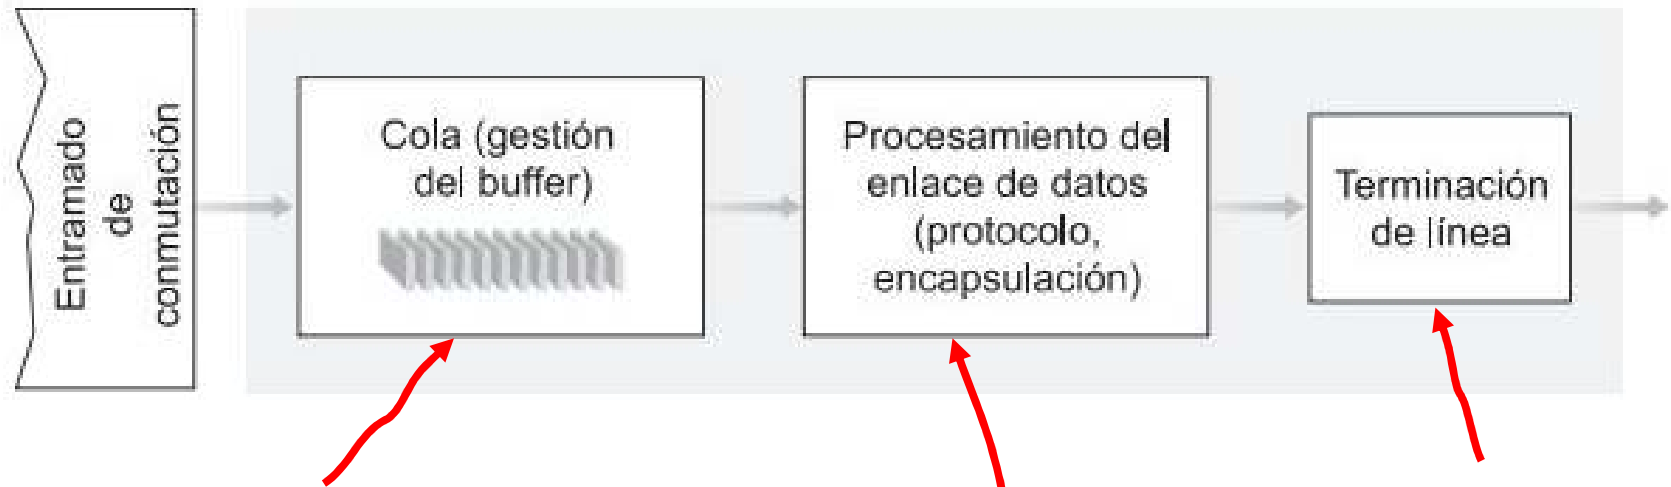 Entramado
de
conmutación
Cola (gestión
del buffer)
Procesamiento del
enlace de datos
(protocolo,
encapsulación)
Terminación
de línea